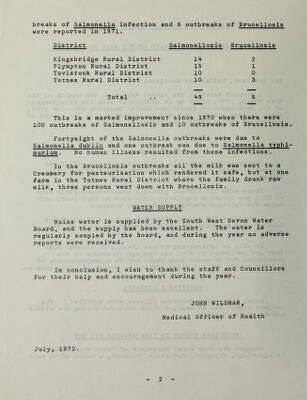 breaks of Salmonella infection and 6 outbreaks of Brucellosis
were reported in 1971.
District Salmonellosis Brucellosis
Kingsbridge Rural District 14 2
Plympton Rural District 15 1
Tavistock Rural District 10 0
Totnes Rural District 10 3
Total .. 49 6
This is a marked improvement since 1970 when there were
100 outbreaks of Salmonellosis and 10 outbreaks of Brucellosis.
Fortyeight of the Salmonella outbreaks were due to
Salmonella dublin and one outbreak was due to Salmonella typhi-
murium. No human illness resulted from these infections.
In the Brucellosis outbreaks all the milk was sent to a
Creamery for pasteurisation which rendered it safe, but at one
farm in the Totnes Rural District where the family drank raw
milk, three persons went down with Brucellosis.
WATER SUPPLY
Mains water is supplied by the South West Devon Water
Board, and the supply has been excellent. The water is
regularly sampled by the Board, and during the year no adverse
reports were received.
In conclusion, I wish to thank the staff and Councillors
for their help and encouragement during the year.
JOHN WILDMAN,
Medical Officer of Health
July, 1972.
- 2 -